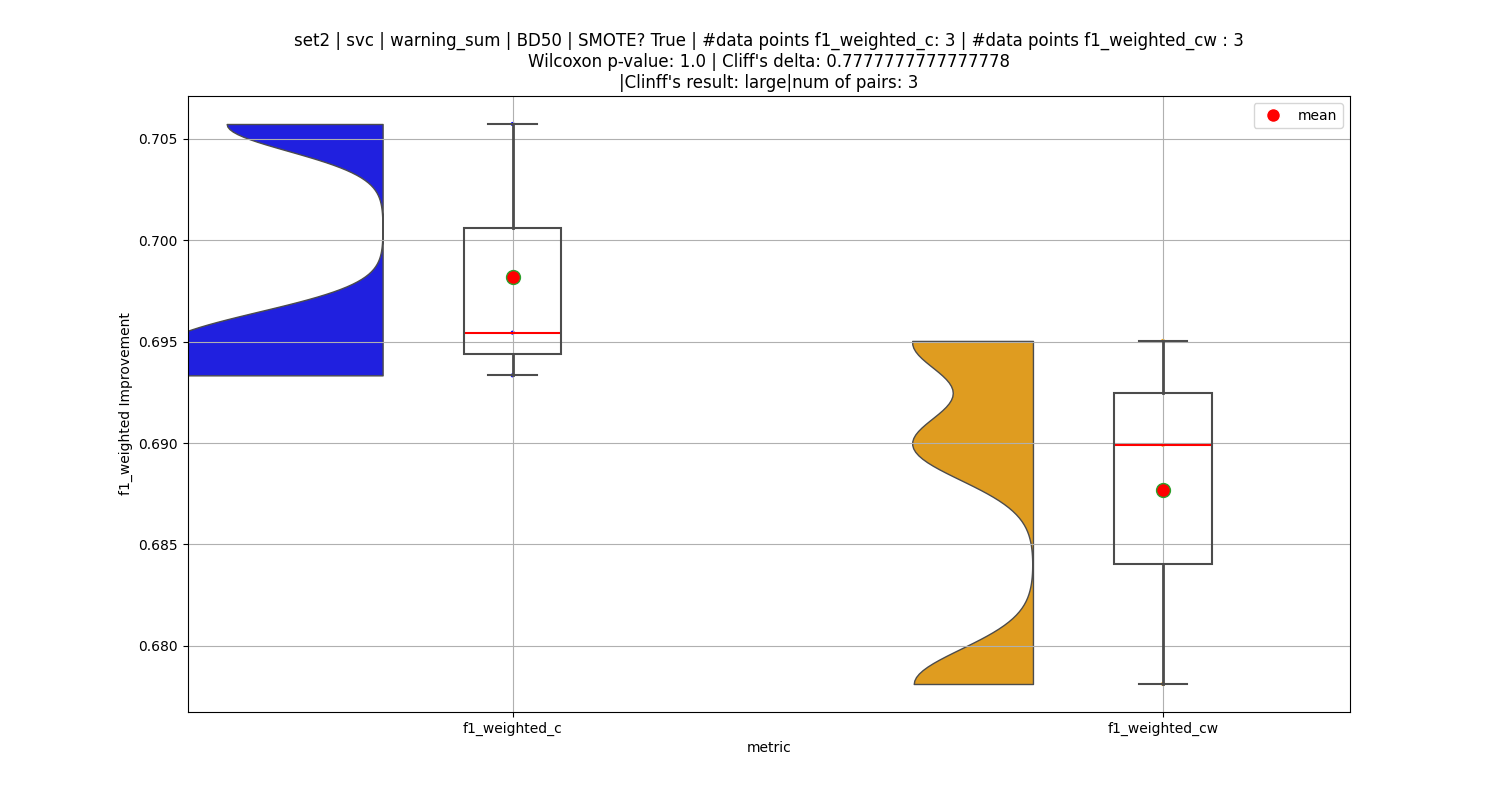 set2 | svc | warning_sum | BD50 | SMOTE? True | #data points f1_weighted_c: 3 | #data points f1_weighted_cw : 3
Wilcoxon p-value: 1.0 | Cliff's delta: 0.7777777777777778
|Clinff's result: large|num of pairs: 3
mean
0.705
0.700
0.695
0.690
0.685
0.680
f1_weighted Improvement
f1_weighted_c
f1_weighted_cw
metric